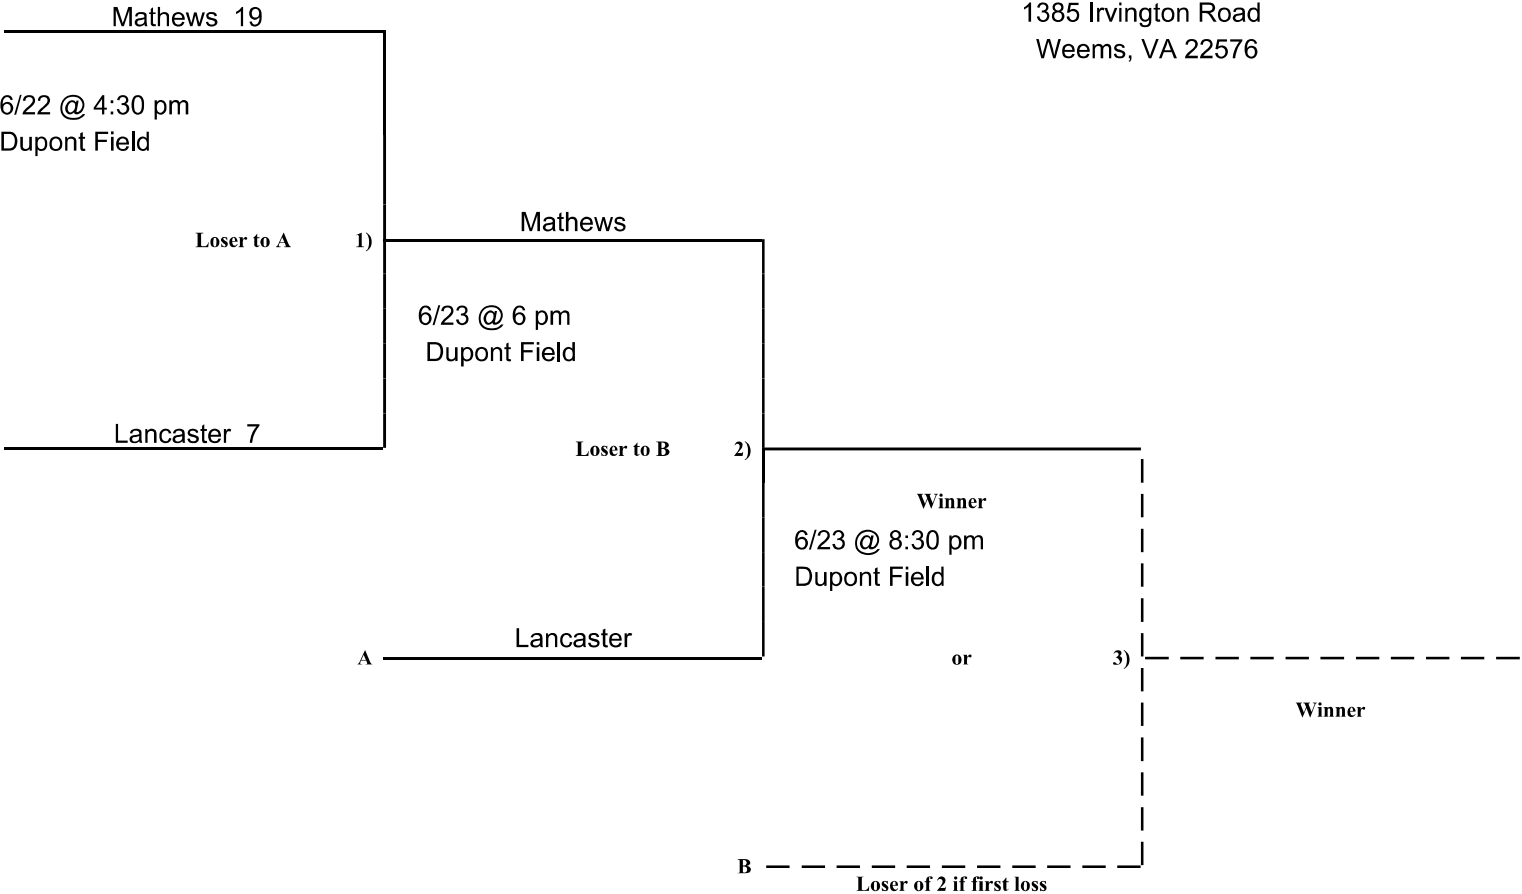 Mathews 19
1385 Irvington Road
Weems, VA 22576
6/22 @ 4:30 pm
Dupont Field
Mathews
Loser to A 1)
6/23 @ 6 pm
Dupont Field
Lancaster 7
Loser to B 2)
Winner
6/23 @ 8:30 pm
Dupont Field
Lancaster
A
or 3)
Winner
B
Loser of 2 if first loss